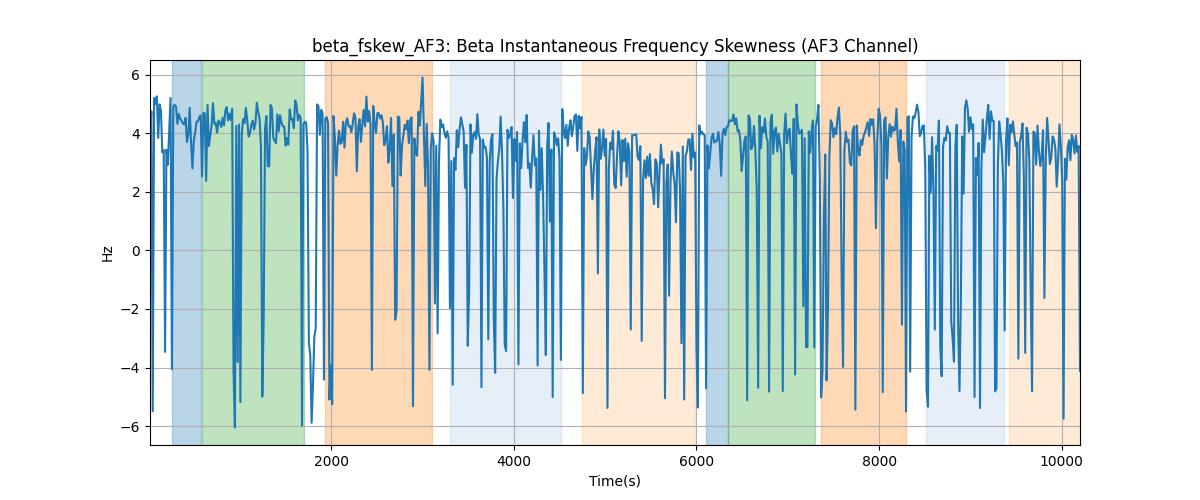 beta_fskew_AF3: Beta Instantaneous Frequency Skewness (AF3 Channel)
6
4
2
0
−2
−4
−6
Hz
2000 4000 6000 8000 10000
Time(s)